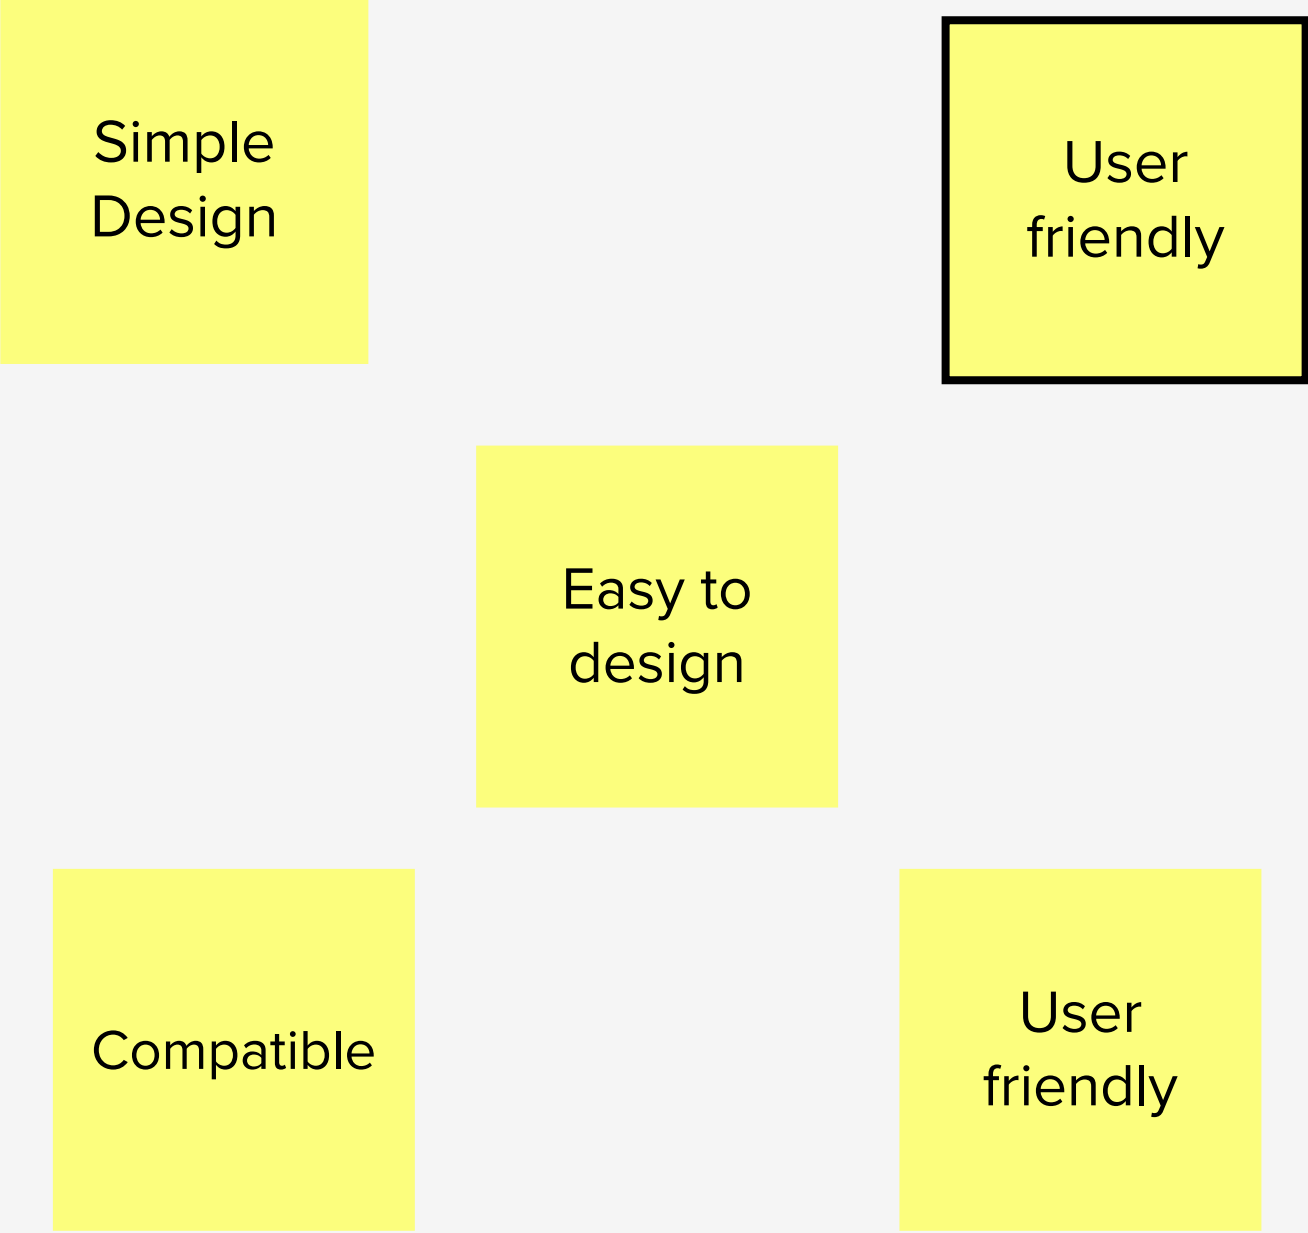 Simple
Design
User
friendly
Easy to
design
Compatible
User
friendly